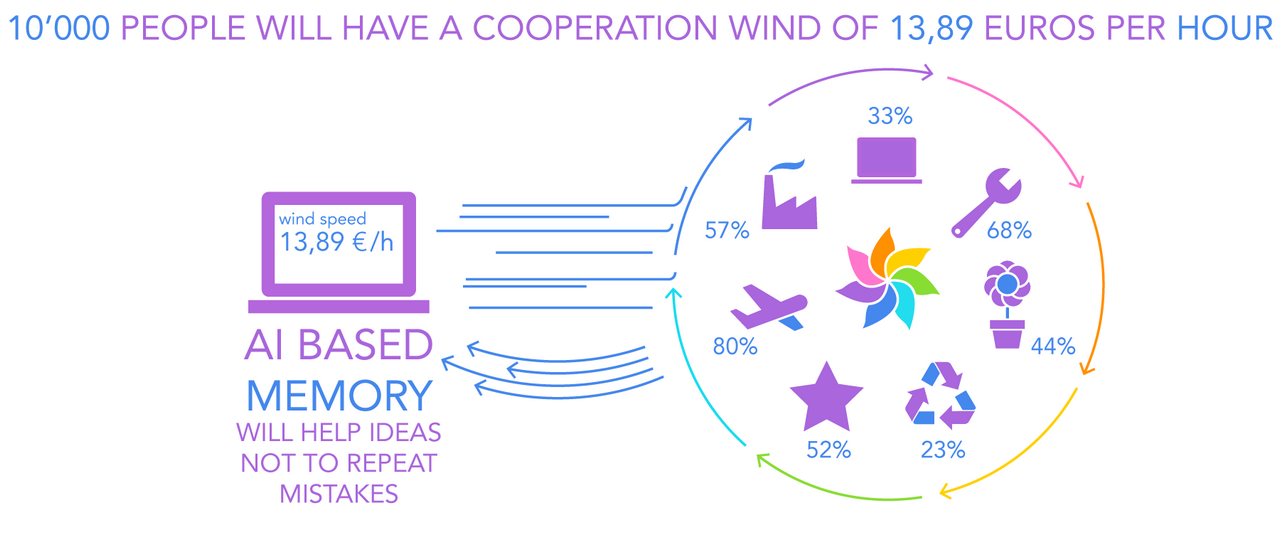 10’000 PEOPLE WILL HAVE A COOPERATION WIND OF 13,89 EUROS PER HOUR
33%
57%
68%
wind speed
13,89 €/h
80%
44%
52%
23%
AI BASED
MEMORY
WILL HELP IDEAS
NOT TO REPEAT
MISTAKES